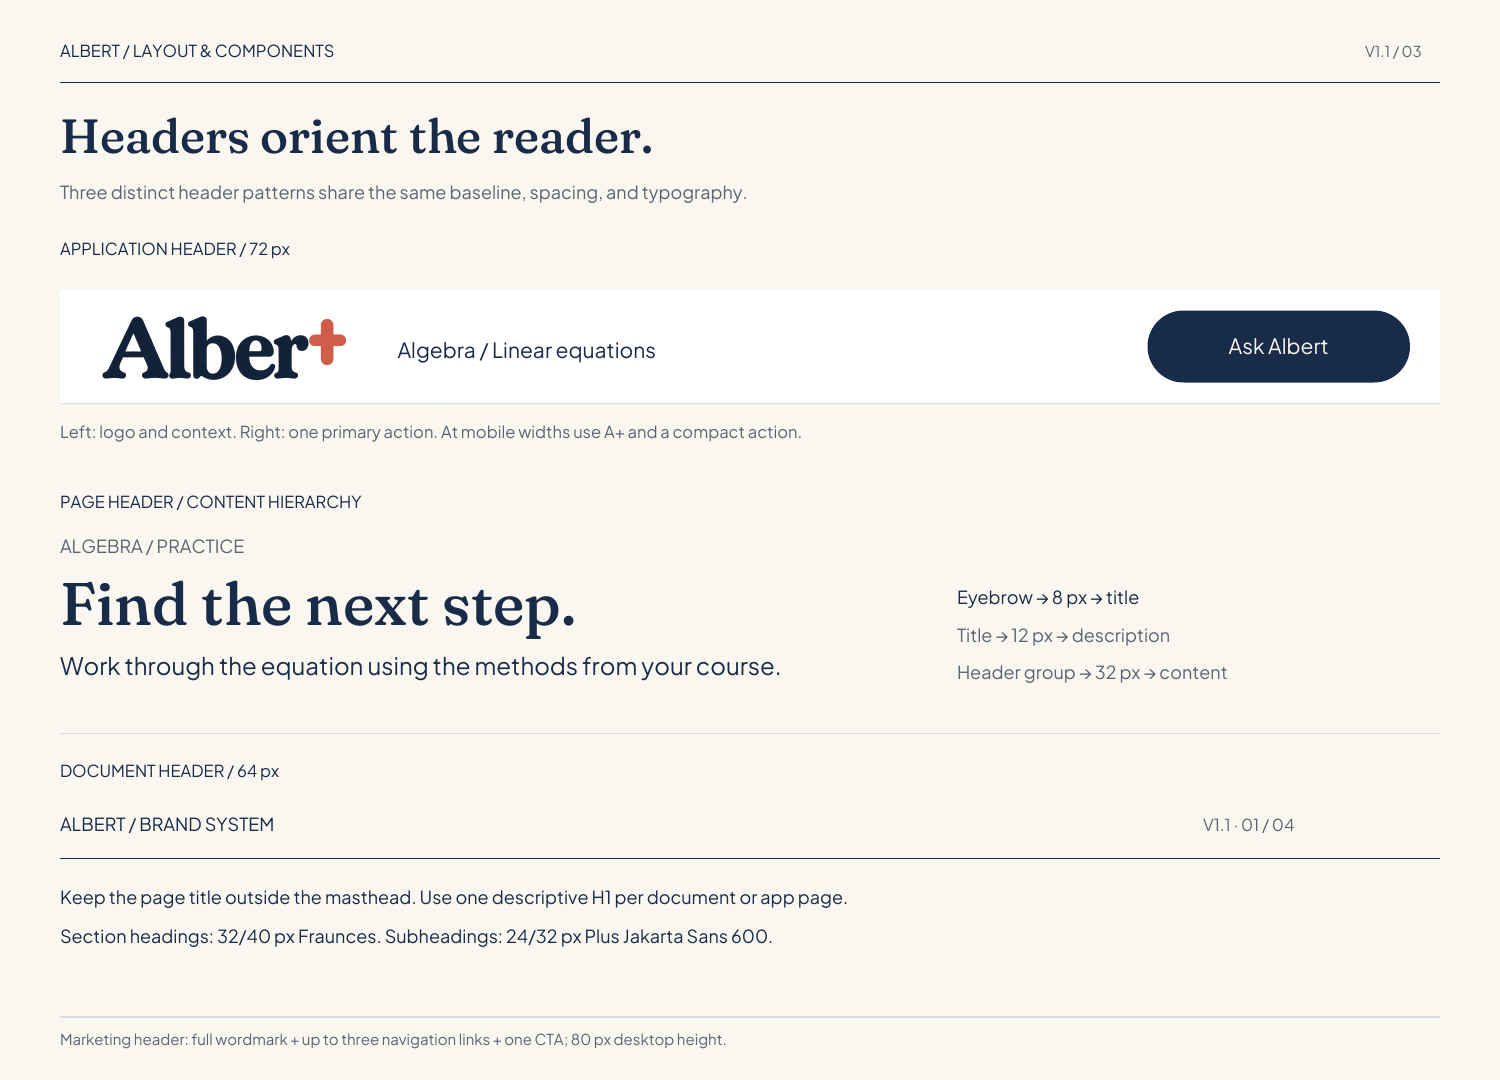 ALBERT / LAYOUT & COMPONENTS
V1.1 / 03
Headers orient the reader.
Three distinct header patterns share the same baseline, spacing, and typography.
APPLICATION HEADER / 72 px
Alber+
Algebra / Linear equations
Ask Albert
Left: logo and context. Right: one primary action. At mobile widths use A+ and a compact action.
PAGE HEADER / CONTENT HIERARCHY
ALGEBRA / PRACTICE
Find the next step.
Work through the equation using the methods from your course.
Eyebrow → 8 px → title
Title → 12 px → description
Header group → 32 px → content
DOCUMENT HEADER / 64 px
ALBERT / BRAND SYSTEM
V1.1 · 01 / 04
Keep the page title outside the masthead. Use one descriptive H1 per document or app page.
Section headings: 32/40 px Fraunces. Subheadings: 24/32 px Plus Jakarta Sans 600.
Marketing header: full wordmark + up to three navigation links + one CTA; 80 px desktop height.